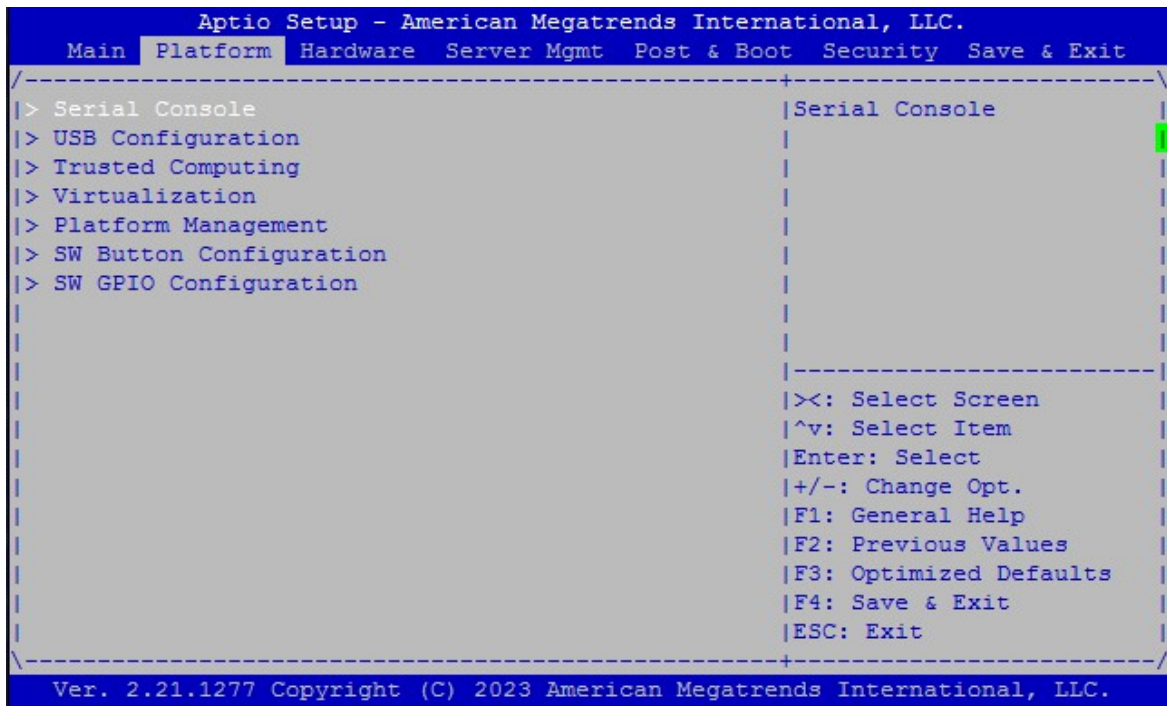 Aptio Setup - American Megatrends International, LLC.
Main Platform Hardware Server Mgmt Post & Boot Security Save & Exit
/----------------------------------------------------+-------------------------\
|> Serial Console |Serial Console |
|> USB Configuration | |
|> Trusted Computing | |
|> Virtualization | |
|> Platform Management | |
|> SW Button Configuration | |
|> SW GPIO Configuration | |
| | |
| | |
| |-------------------------|
| |><: Select Screen |
| |^v: Select Item |
| |Enter: Select |
| |+/-: Change Opt. |
| |F1: General Help |
| |F2: Previous Values |
| |F3: Optimized Defaults |
| |F4: Save & Exit |
| |ESC: Exit |
\----------------------------------------------------+-------------------------/
Ver. 2.21.1277 Copyright (C) 2023 American Megatrends International, LLC.